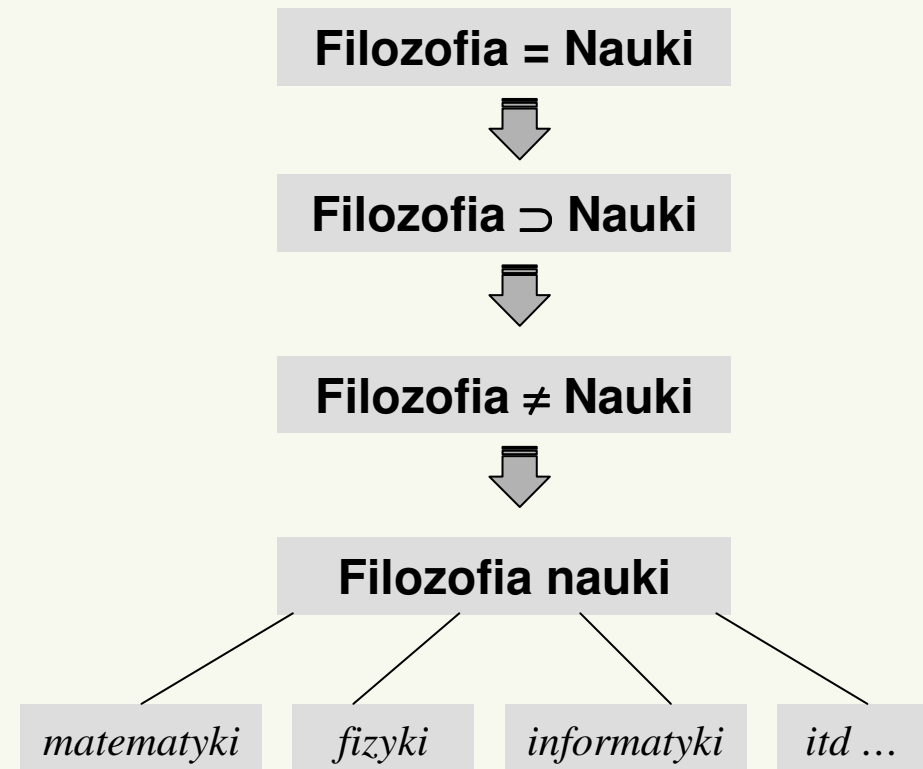 Filozofia = Nauki
Filozofia ⊃ Nauki
Filozofia ≠ Nauki
Filozofia nauki
matematyki fizyki informatyki itd ...